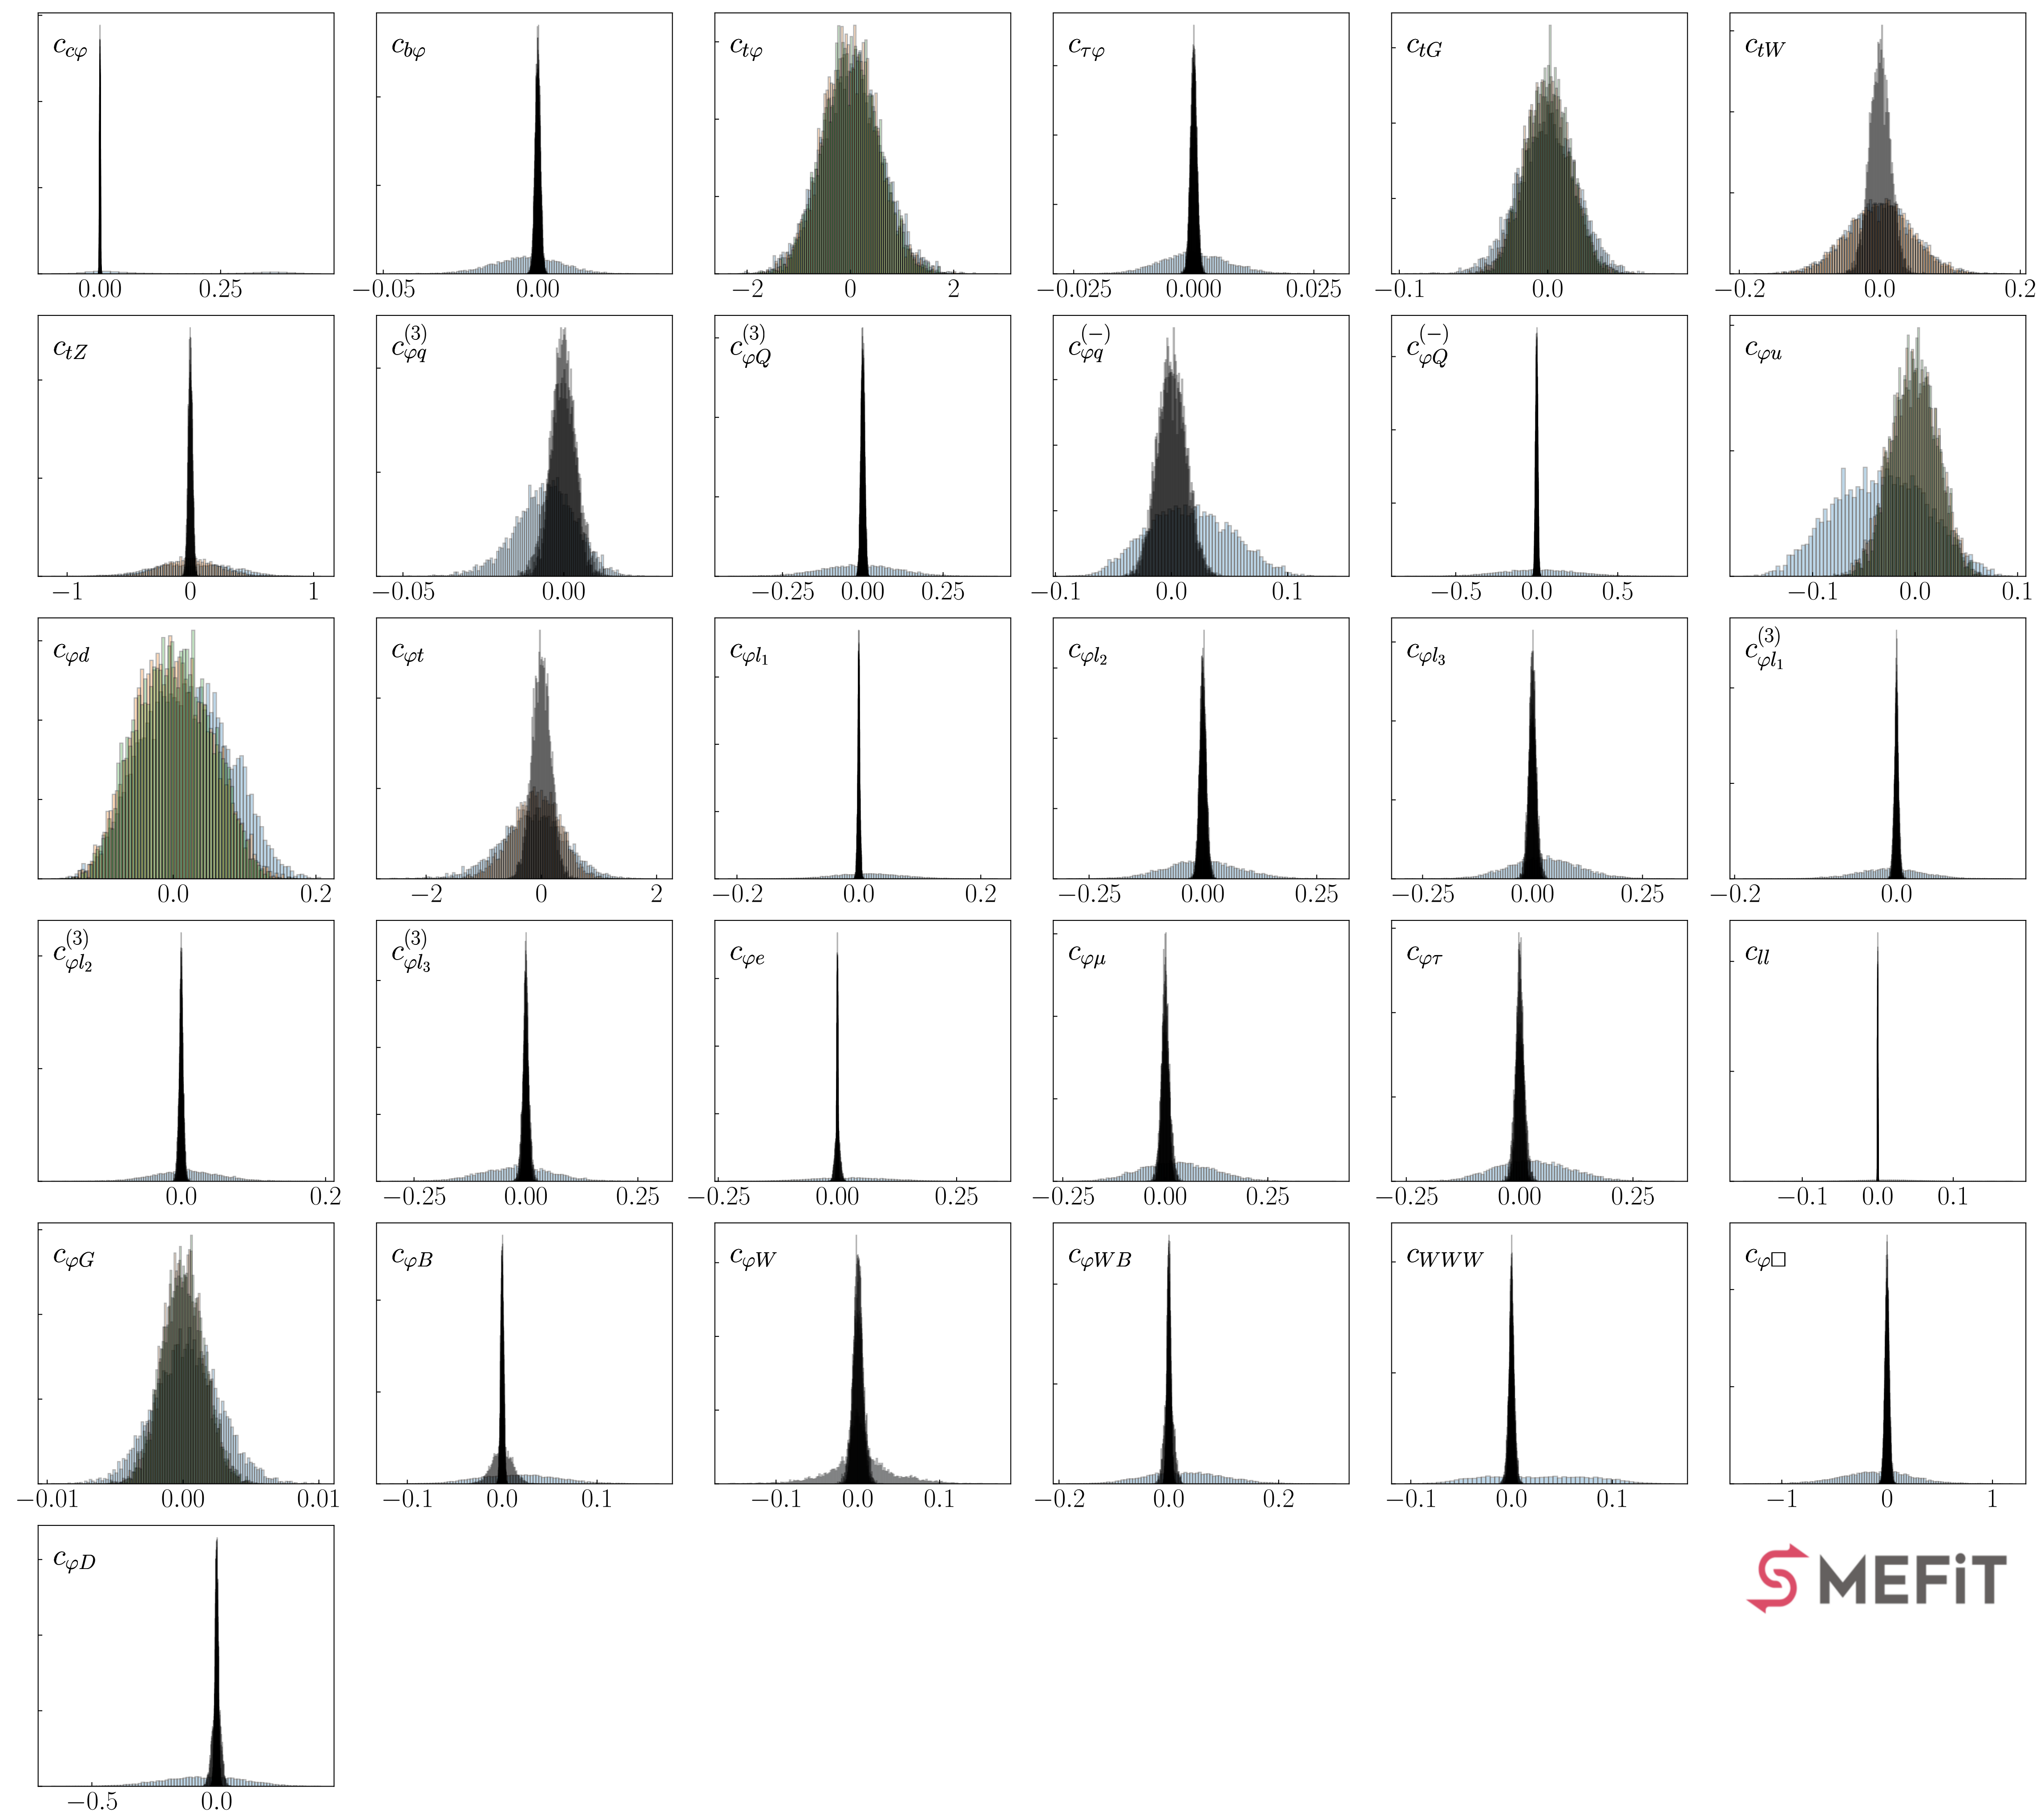 c_{cφ} c_{bφ} c_{tφ} c_{τφ} c_{tG} c_{tW}
0.00 0.25 −0.05 0.00 −2 0 2 −0.025 0.000 0.025 −0.1 0.0 −0.2 0.0 0.2
c_{tZ} c_{φq}^{(3)} c_{φQ}^{(3)} c_{φq}^{(−)} c_{φQ}^{(−)} c_{φu}
−1 0 1 −0.05 0.00 −0.25 0.00 0.25 −0.1 0.0 0.1 −0.5 0.0 0.5 −0.1 0.0 0.1
c_{φd} c_{φt} c_{φl₁} c_{φl₂} c_{φl₃} c_{φl₁}^{(3)}
0.0 0.2 −2 0 2 −0.2 0.0 0.2 −0.25 0.00 0.25 −0.25 0.00 0.25 −0.2 0.0
c_{φl₂}^{(3)} c_{φl₃}^{(3)} c_{φe} c_{φμ} c_{φτ} c_{ll}
0.0 0.2 −0.25 0.00 0.25 −0.25 0.00 0.25 −0.25 0.00 0.25 −0.25 0.00 0.25 −0.1 0.0 0.1
c_{φG} c_{φB} c_{φW} c_{φWB} c_{WWW} c_{φ□}
−0.01 0.00 0.01 −0.1 0.0 0.1 −0.1 0.0 0.1 −0.2 0.0 0.2 −0.1 0.0 0.1 −1 0 1
c_{φD}
SMEFiT
−0.5 0.0